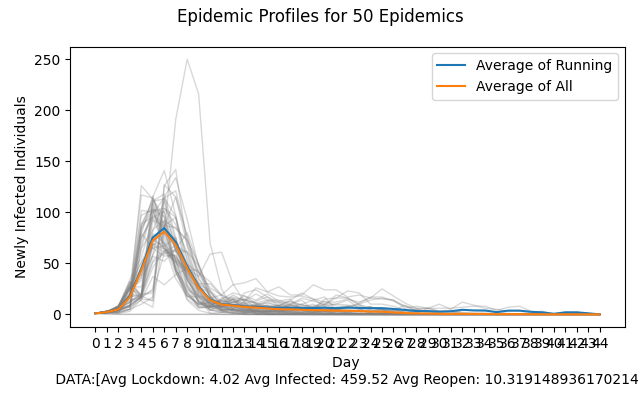 Epidemic Profiles for 50 Epidemics
Average of Running
Average of All
Newly Infected Individuals
250
200
150
100
50
0
0 1 2 3 4 5 6 7 8 9 10 11 12 13 14 15 16 17 18 19 20 21 22 23 24 25 26 27 28 29 30 31 32 33 34 35 36 37 38 39 40 41 42 43 44
Day
DATA:[Avg Lockdown: 4.02 Avg Infected: 459.52 Avg Reopen: 10.319148936170214